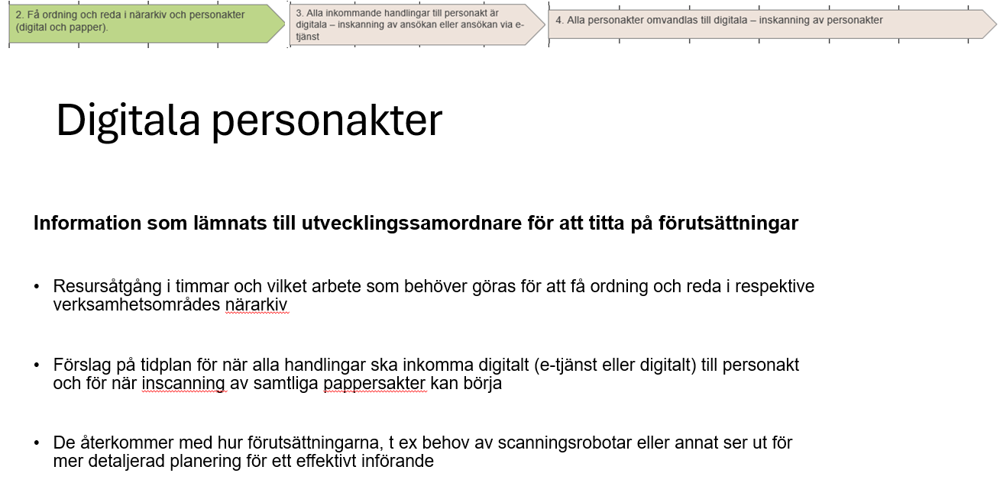 2. Få ordning och reda i närarkiv och personakter
(digital och papper).
3. Alla inkommande handlingar till personakt är
digitala – inskanning av ansökan eller ansökan via e-
tjänst
4. Alla personakter omvandlas till digitala – inskanning av personakter
Digitala personakter
Information som lämnats till utvecklingssamordnare för att titta på förutsättningar
• Resursåtgång i timmar och vilket arbete som behöver göras för att få ordning och reda i respektive
verksamhetsområdes närarkiv
• Förslag på tidplan för när alla handlingar ska inkomma digitalt (e-tjänst eller digitalt) till personakt
och för när inscanning av samtliga pappersakter kan börja
• De återkommer med hur förutsättningarna, t ex behov av scanningsrobotar eller annat ser ut för
mer detaljerad planering för ett effektivt införande